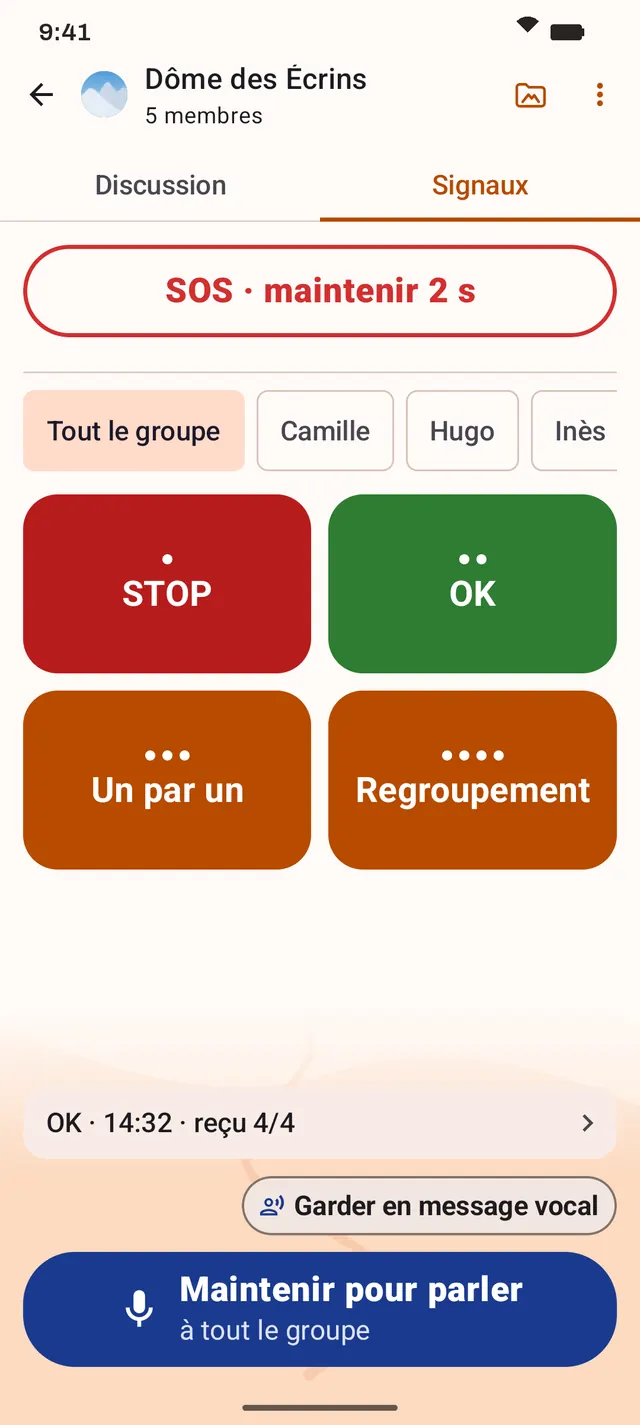 9:41
Dôme des Écrins
5 membres
Discussion
Signaux
SOS · maintenir 2 s
Tout le groupe
Camille
Hugo
Inès
STOP
OK
Un par un
Regroupement
OK · 14:32 · reçu 4/4
Garder en message vocal
Maintenir pour parler
à tout le groupe